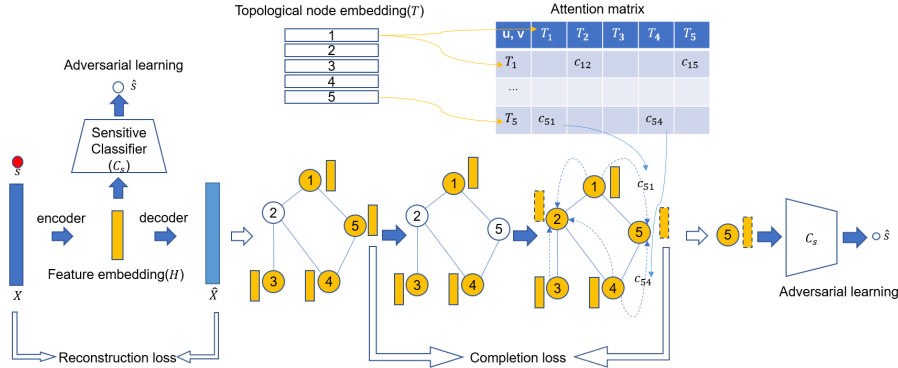 Topological node embedding(T)
Attention matrix
1
2
3
4
5
u, v T₁ T₂ T₃ T₄ T₅
T₁ c₁₂ c₁₅
...
T₅ c₅₁ c₅₄
Adversarial learning
ŝ
Sensitive
Classifier
(Cₛ)
s
encoder
decoder
Feature embedding(H)
X
X̂
1
2
5
3
4
1
2
5
3
4
1
2
5
3
4
c₅₁
c₅₄
5
Cₛ
ŝ
Adversarial learning
Reconstruction loss
Completion loss